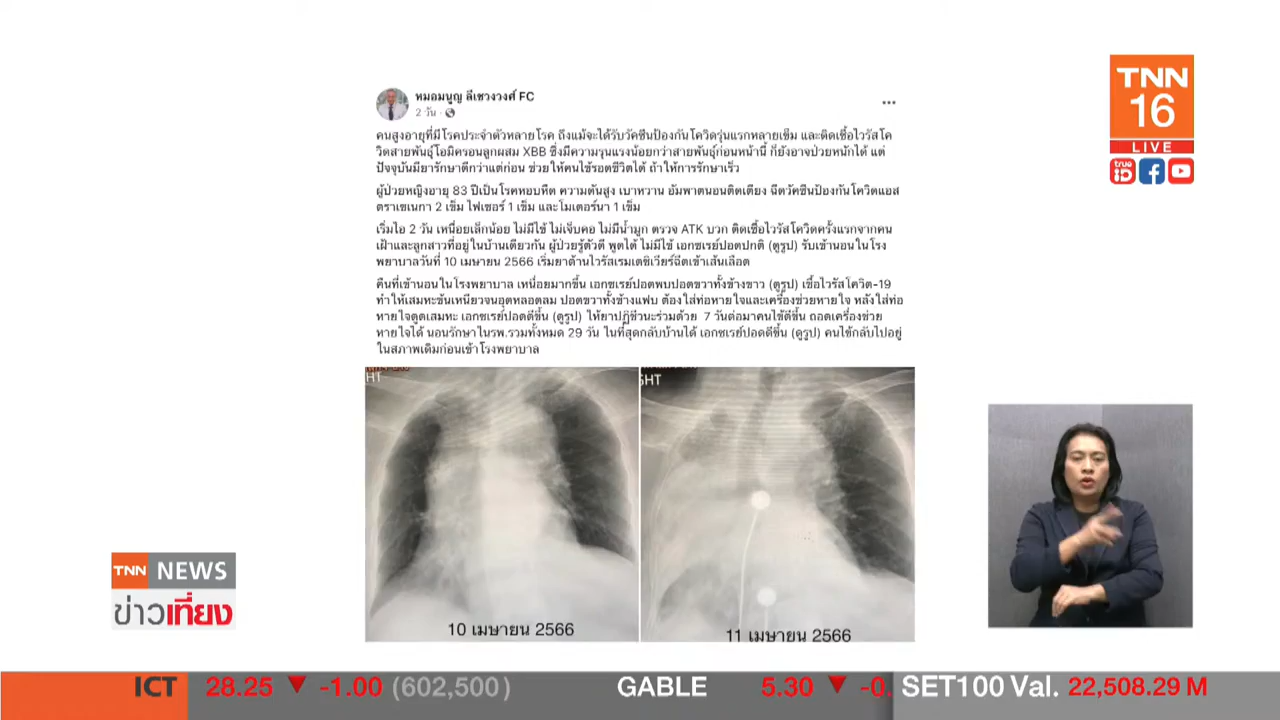 หมอมนูญ ลีเชวงวงศ์ FC
2 วัน ·
คนสูงอายุที่มีโรคประจำตัวหลายโรค ถึงแม้จะได้รับวัคซีนป้องกันโควิดรุ่นแรกหลายเข็ม และติดเชื้อไวรัสโค
วิดสายพันธุ์โอมิครอนลูกผสม XBB ซึ่งมีความรุนแรงน้อยกว่าสายพันธุ์ก่อนหน้านี้ ก็ยังอาจป่วยหนักได้ แต่
ปัจจุบันมียารักษาดีกว่าแต่ก่อน ช่วยให้คนไข้รอดชีวิตได้ ถ้าให้การรักษาเร็ว
ผู้ป่วยหญิงอายุ 83 ปีเป็นโรคหอบหืด ความดันสูง เบาหวาน อัมพาตนอนติดเตียง ฉีดวัคซีนป้องกันโควิดแอส
ตราเซเนกา 2 เข็ม ไฟเซอร์ 1 เข็ม และโมเดอร์นา 1 เข็ม
เริ่มไอ 2 วัน เหนื่อยเล็กน้อย ไม่มีไข้ ไม่เจ็บคอ ไม่มีน้ำมูก ตรวจ ATK บวก ติดเชื้อไวรัสโควิดครั้งแรกจากคน
เฝ้าและลูกสาวที่อยู่ในบ้านเดียวกัน ผู้ป่วยรู้ตัวดี พูดได้ ไม่มีไข้ เอกซเรย์ปอดปกติ (ดูรูป) รับเข้านอนในโรง
พยาบาลวันที่ 10 เมษายน 2566 เริ่มยาต้านไวรัสเรมเดซิเวียร์ฉีดเข้าเส้นเลือด
คืนที่เข้านอนในโรงพยาบาล เหนื่อยมากขึ้น เอกซเรย์ปอดพบปอดขวาทั้งข้างขาว (ดูรูป) เชื้อไวรัสโควิด-19
ทำให้เสมหะข้นเหนียวจนอุดหลอดลม ปอดขวาทั้งข้างแฟบ ต้องใส่ท่อหายใจและเครื่องช่วยหายใจ หลังใส่ท่อ
หายใจดูดเสมหะ เอกซเรย์ปอดดีขึ้น (ดูรูป) ให้ยาปฏิชีวนะร่วมด้วย 7 วันต่อมาคนไข้ดีขึ้น ถอดเครื่องช่วย
หายใจได้ นอนรักษาในรพ.รวมทั้งหมด 29 วัน ในที่สุดกลับบ้านได้ เอกซเรย์ปอดดีขึ้น (ดูรูป) คนไข้กลับไปอยู่
ในสภาพเดิมก่อนเข้าโรงพยาบาล
HT
GHT
10 เมษายน 2566
11 เมษายน 2566
TNN
16
LIVE
true
iD
TNN NEWS
ข่าวเที่ยง
ICT 28.25 ▼ -1.00 (602,500) GABLE 5.30 ▼ -0. SET100 Val. 22,508.29 M